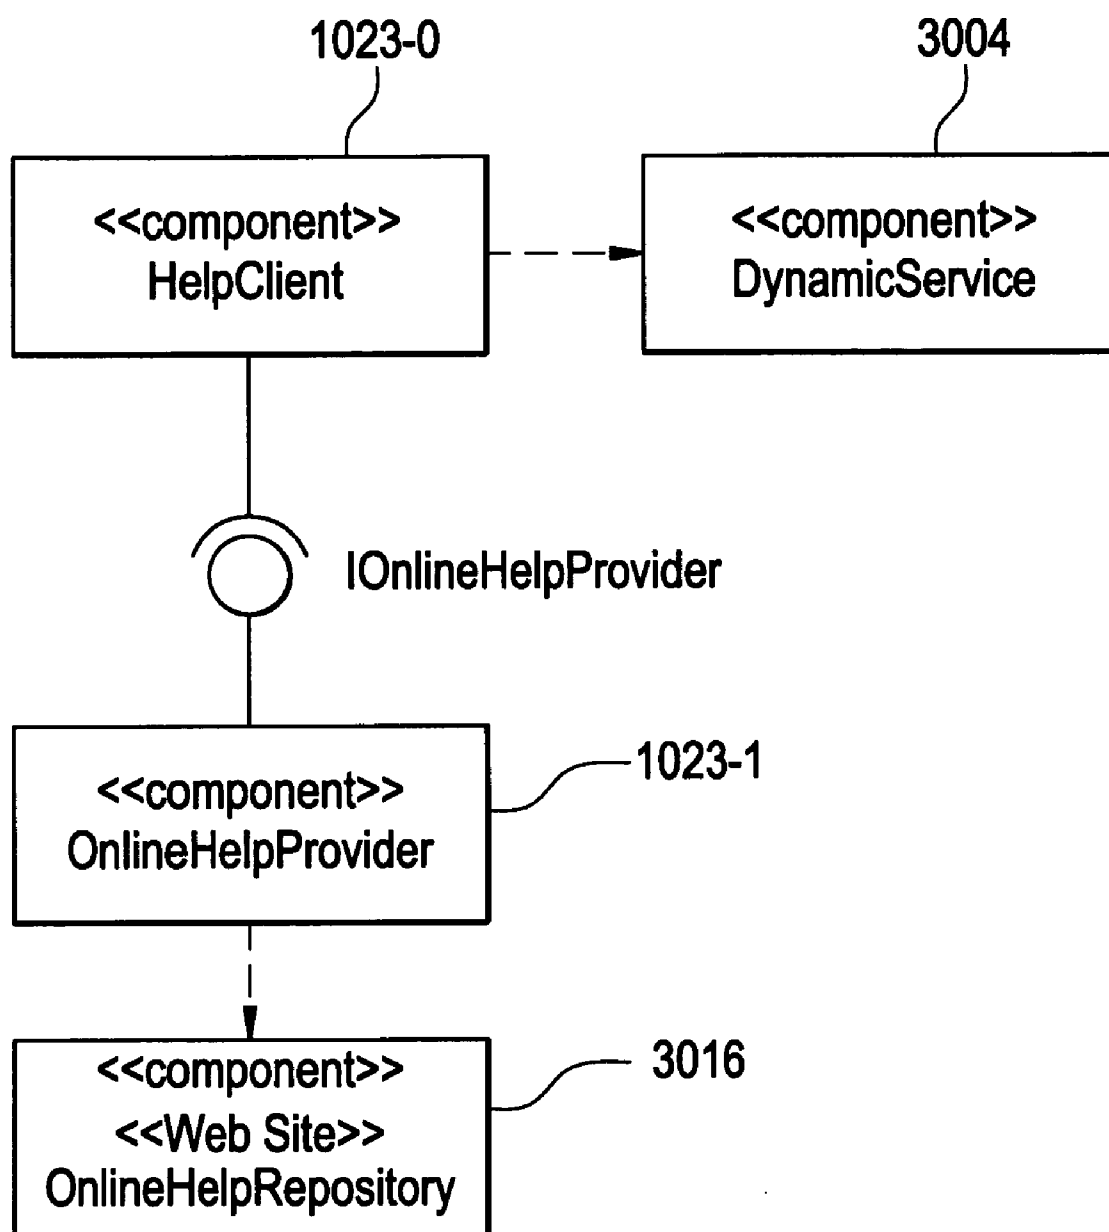 1023-0
3004
<<component>>
HelpClient
<<component>>
DynamicService
IOnlineHelpProvider
1023-1
<<component>>
OnlineHelpProvider
3016
<<component>>
<<Web Site>>
OnlineHelpRepository